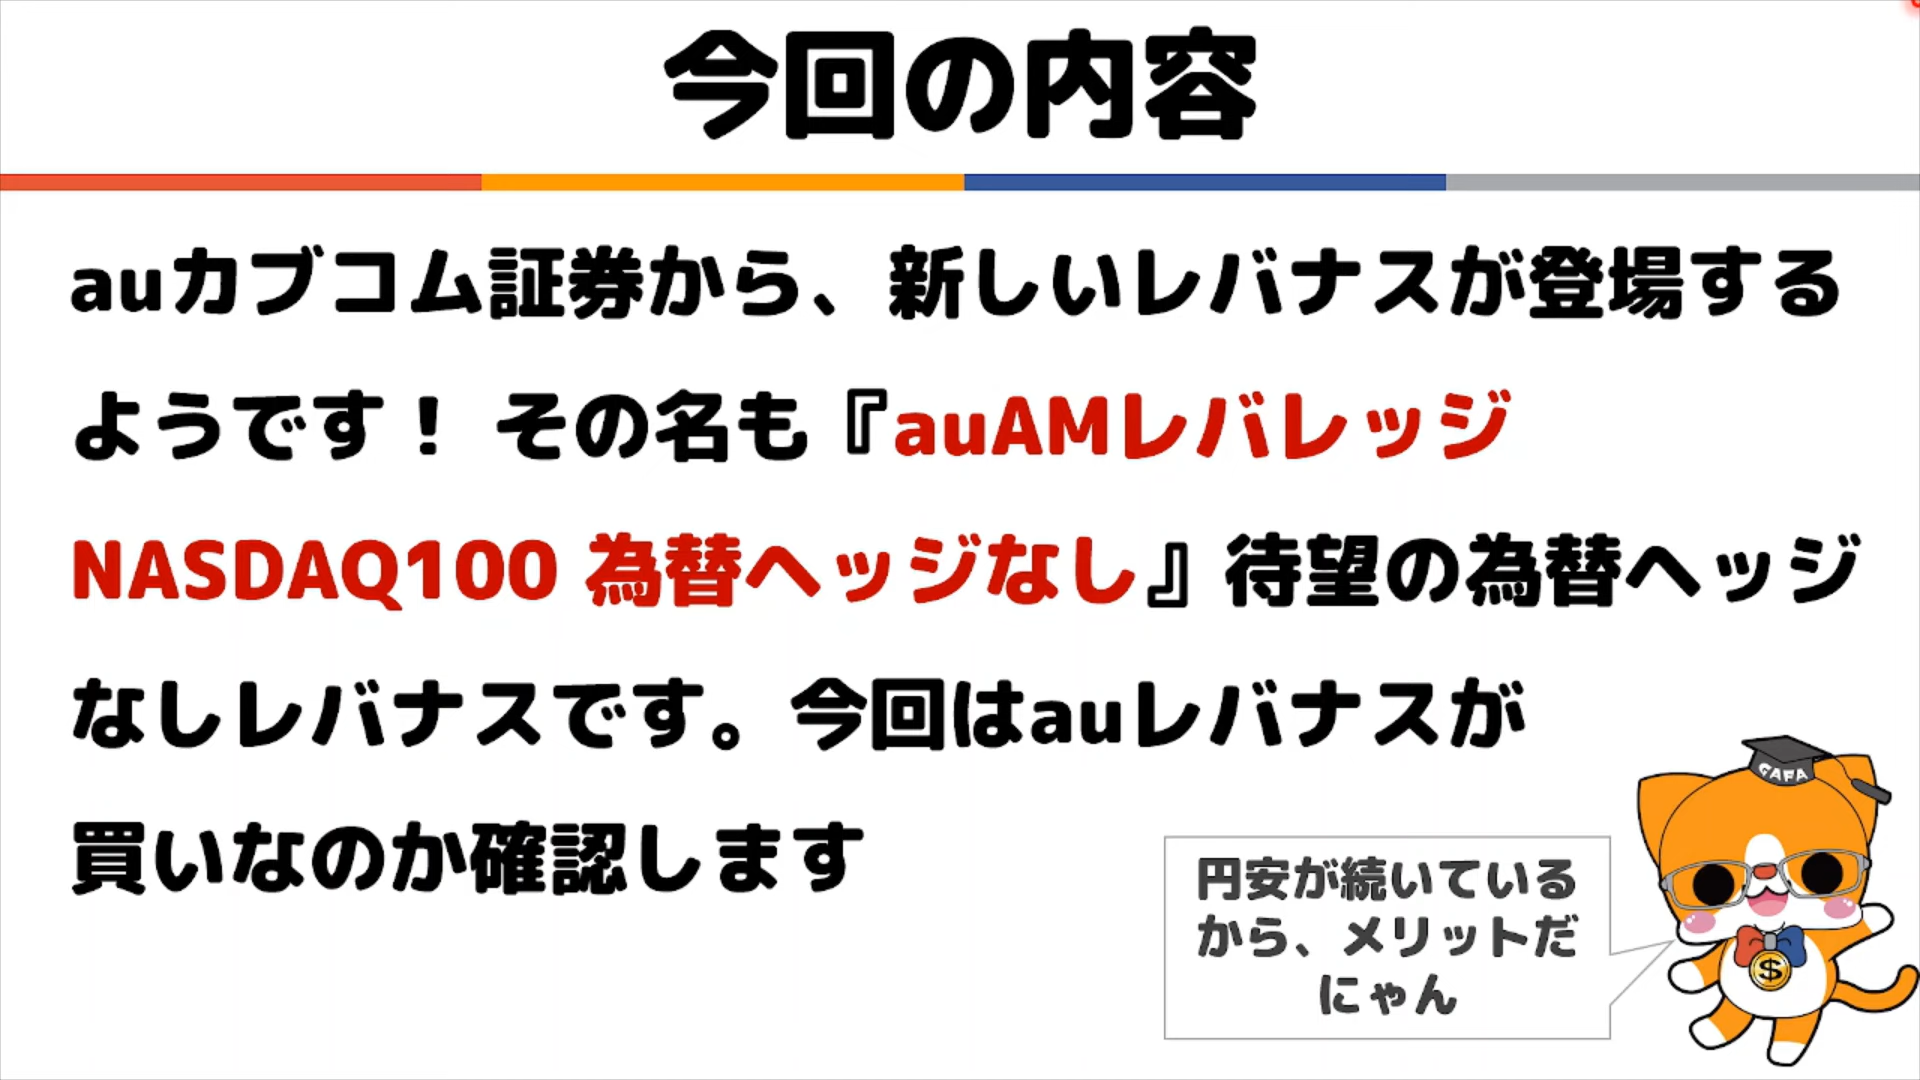 今回の内容
auカブコム証券から、新しいレバナスが登場する
ようです！ その名も『auAMレバレッジ
NASDAQ100 為替ヘッジなし』待望の為替ヘッジ
なしレバナスです。今回はauレバナスが
買いなのか確認します
GAFA
円安が続いている
から、メリットだ
にゃん
$